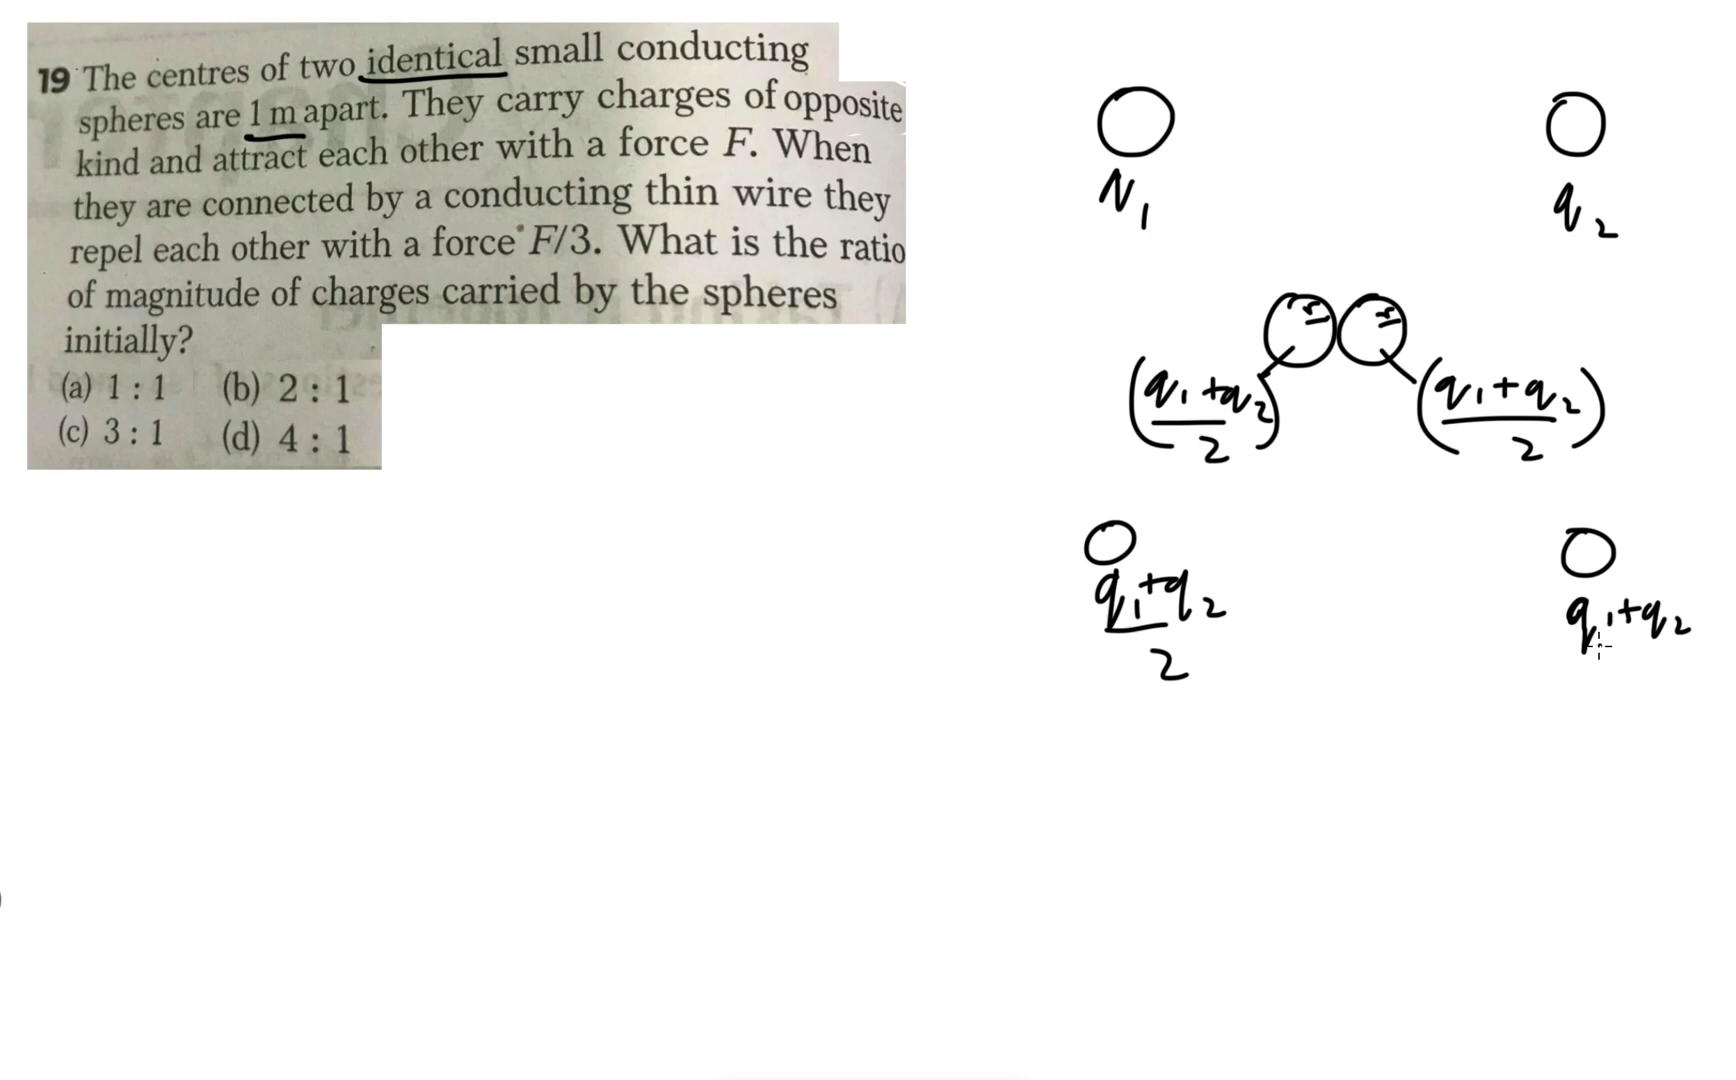 19 The centres of two identical small conducting
spheres are 1 m apart. They carry charges of opposite
kind and attract each other with a force F. When
they are connected by a conducting thin wire they
repel each other with a force F/3. What is the ratio
of magnitude of charges carried by the spheres
initially?
(a) 1 : 1 (b) 2 : 1
(c) 3 : 1 (d) 4 : 1
q₂
(q₁+q₂)/2 (q₁+q₂)/2
(q₁+q₂)/2 q₁+q₂